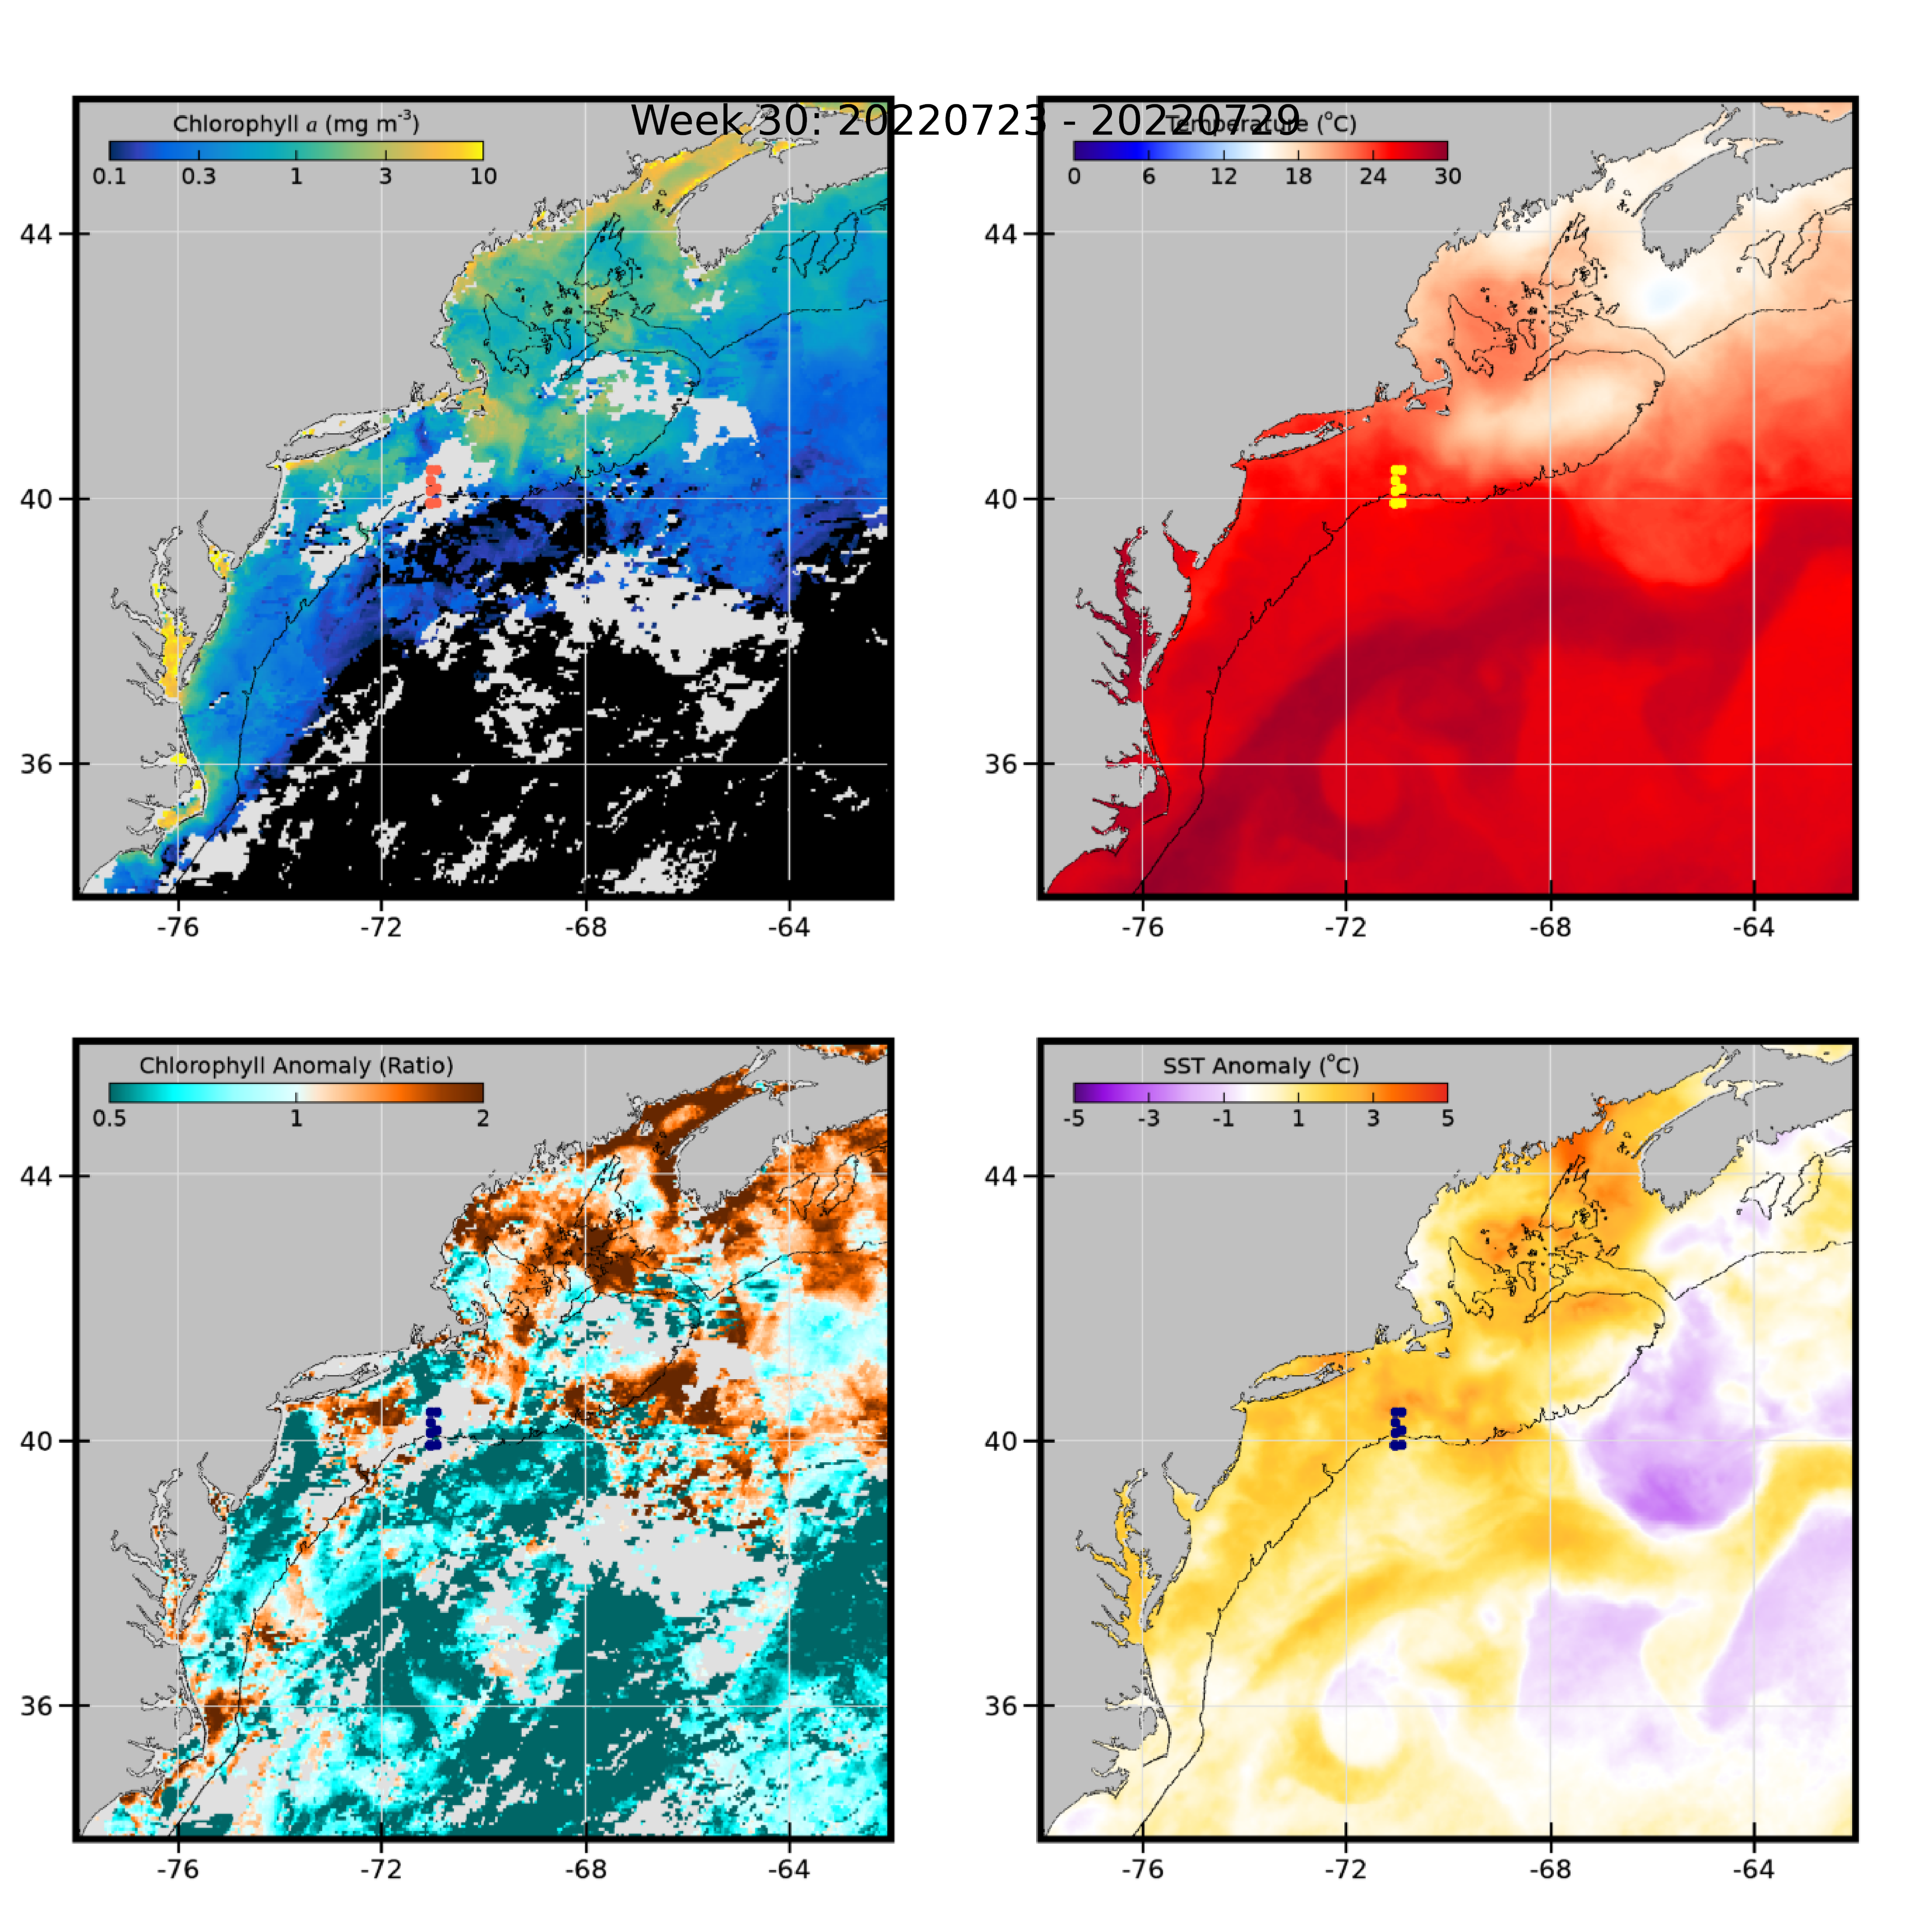 Week 30: 20220723 - 20220729
Chlorophyll a (mg m-3)
0.1 0.3 1 3 10
44
40
36
-76 -72 -68 -64
Temperature (oC)
0 6 12 18 24 30
44
40
36
-76 -72 -68 -64
Chlorophyll Anomaly (Ratio)
0.5 1 2
44
40
36
-76 -72 -68 -64
SST Anomaly (oC)
-5 -3 -1 1 3 5
44
40
36
-76 -72 -68 -64